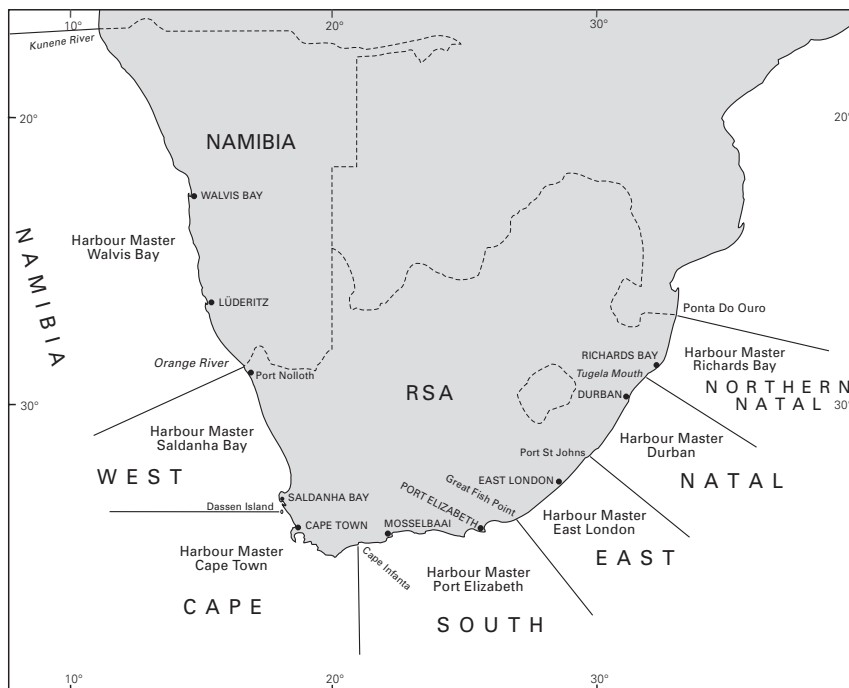 10°
20°
30°
Kunene River
20°
20°
NAMIBIA
WALVIS BAY
Harbour Master
Walvis Bay
NAMIBIA
LÜDERITZ
Ponta Do Ouro
Orange River
Port Nolloth
RICHARDS BAY
Harbour Master
Richards Bay
Tugela Mouth
NORTHERN
NATAL
RSA
DURBAN
30°
30°
Harbour Master
Saldanha Bay
Harbour Master
Durban
Port St Johns
WEST
NATAL
Great Fish Point
EAST LONDON
SALDANHA BAY
PORT ELIZABETH
Dassen Island
Harbour Master
East London
CAPE TOWN
MOSSELBAAI
Harbour Master
Cape Town
Cape Infanta
Harbour Master
Port Elizabeth
EAST
CAPE
SOUTH
10°
20°
30°